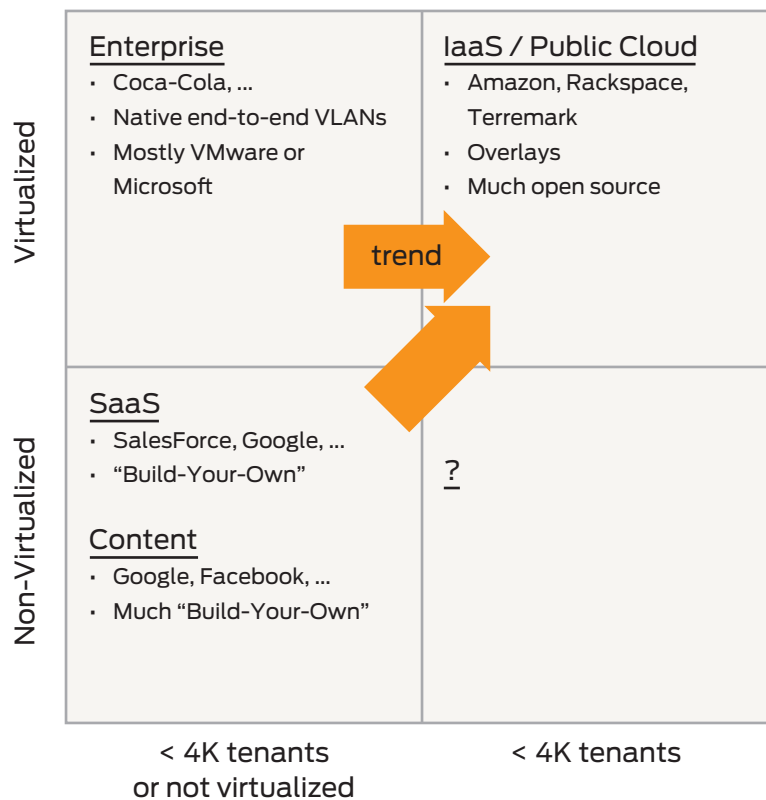 Virtualized
Enterprise
· Coca-Cola, ...
· Native end-to-end VLANs
· Mostly VMware or
Microsoft
IaaS / Public Cloud
· Amazon, Rackspace,
Terremark
· Overlays
· Much open source
trend
Non-Virtualized
SaaS
· SalesForce, Google, ...
· “Build-Your-Own”
Content
· Google, Facebook, ...
· Much “Build-Your-Own”
?
< 4K tenants
or not virtualized
< 4K tenants